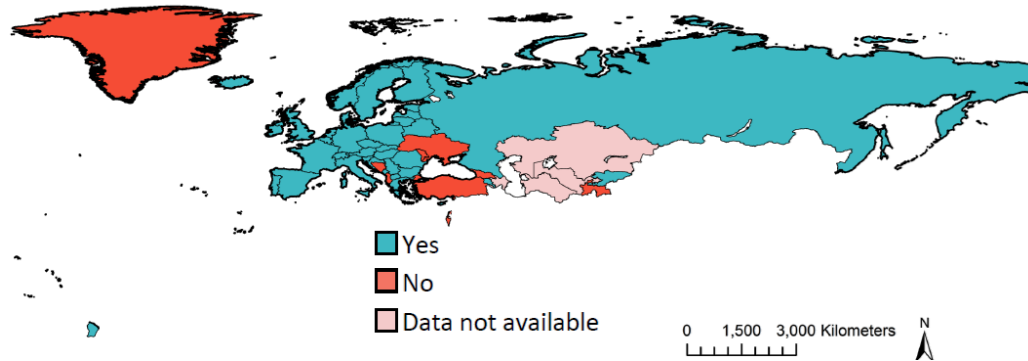 Yes
No
Data not available
0 1,500 3,000 Kilometers
N